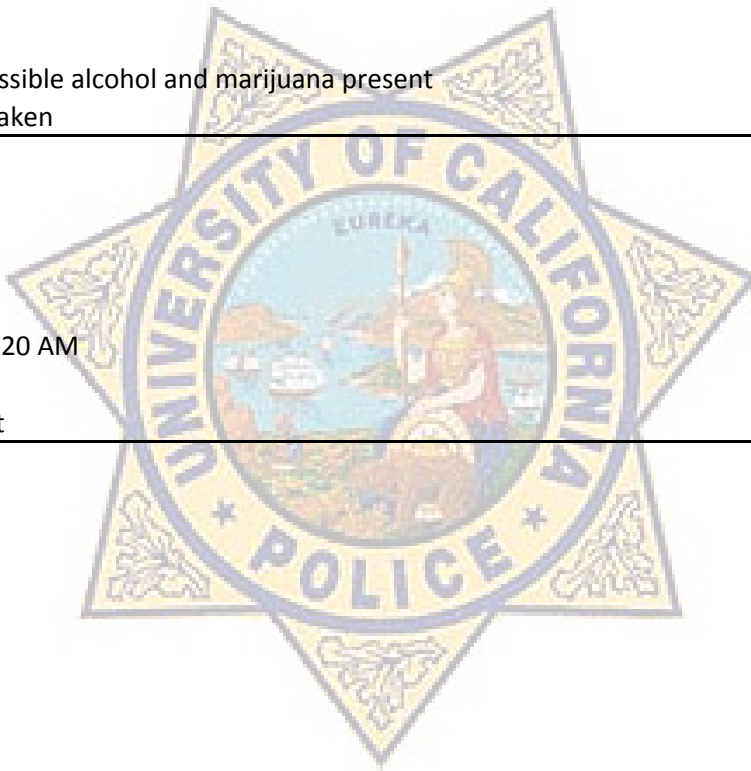 ssible alcohol and marijuana present
aken
20 AM
t
UNIVERSITY OF CALIFORNIA
EUREKA
POLICE